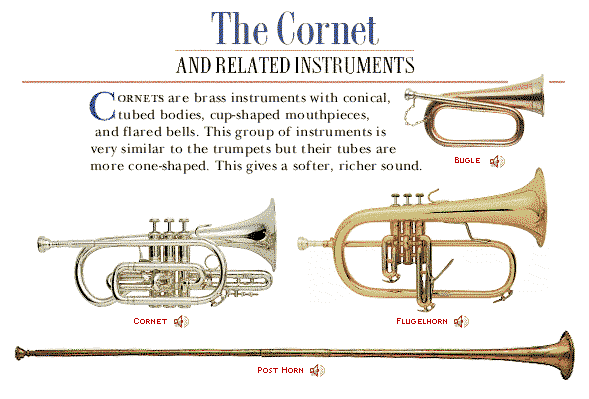 The Cornet
AND RELATED INSTRUMENTS
CORNETS are brass instruments with conical,
tubed bodies, cup-shaped mouthpieces,
and flared bells. This group of instruments is
very similar to the trumpets but their tubes are
more cone-shaped. This gives a softer, richer sound.
BUGLE
CORNET
FLUGELHORN
POST HORN